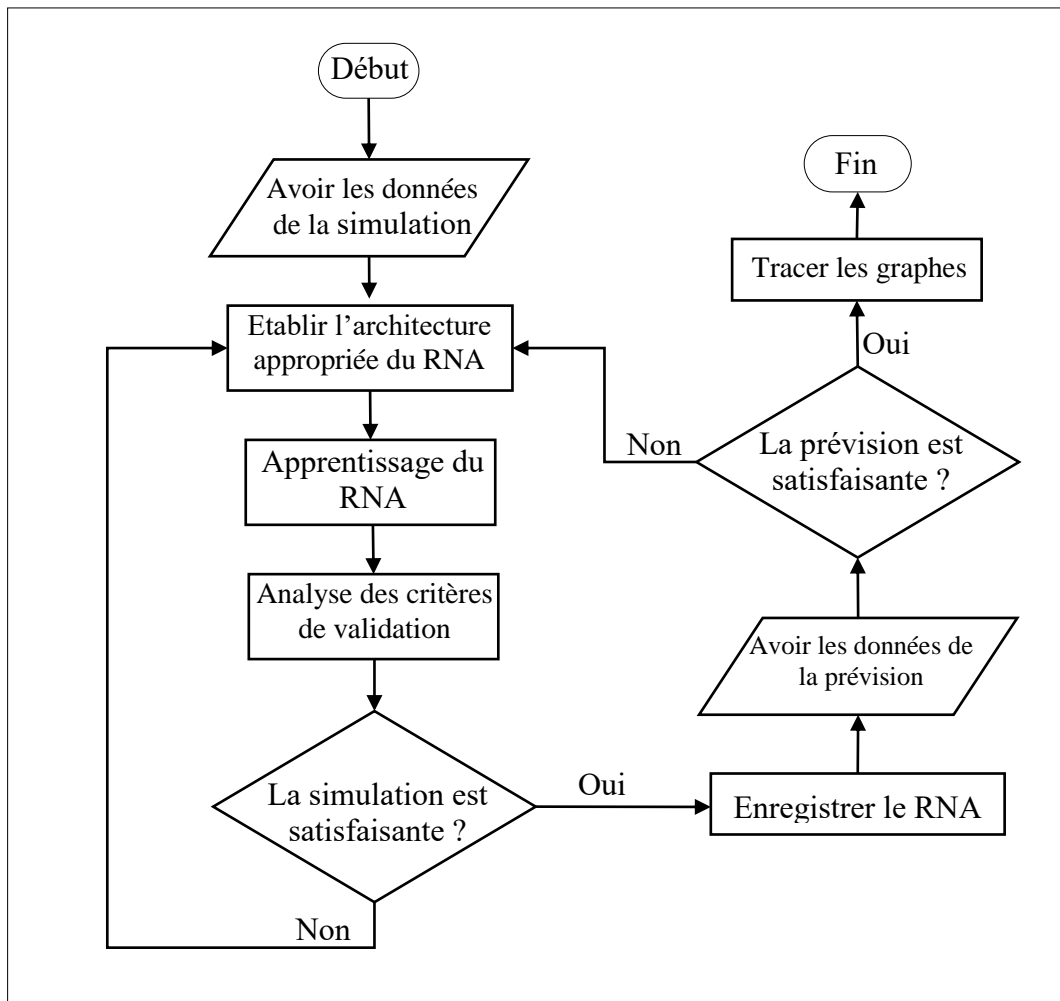 Début
Avoir les données
de la simulation
Etablir l’architecture
appropriée du RNA
Apprentissage du
RNA
Analyse des critères
de validation
La simulation est
satisfaisante ?
Non
Oui
Enregistrer le RNA
Avoir les données de
la prévision
La prévision est
satisfaisante ?
Non
Oui
Tracer les graphes
Fin